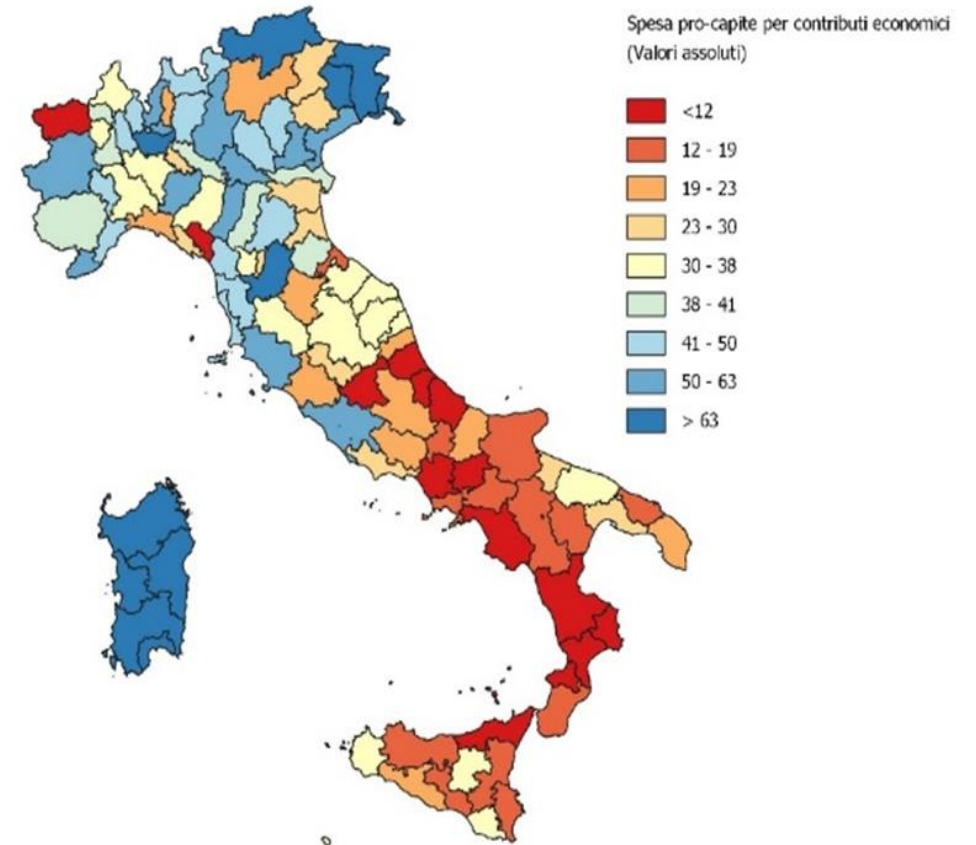 Spesa pro-capite per contributi economici
(Valori assoluti)
<12
12 - 19
19 - 23
23 - 30
30 - 38
38 - 41
41 - 50
50 - 63
> 63